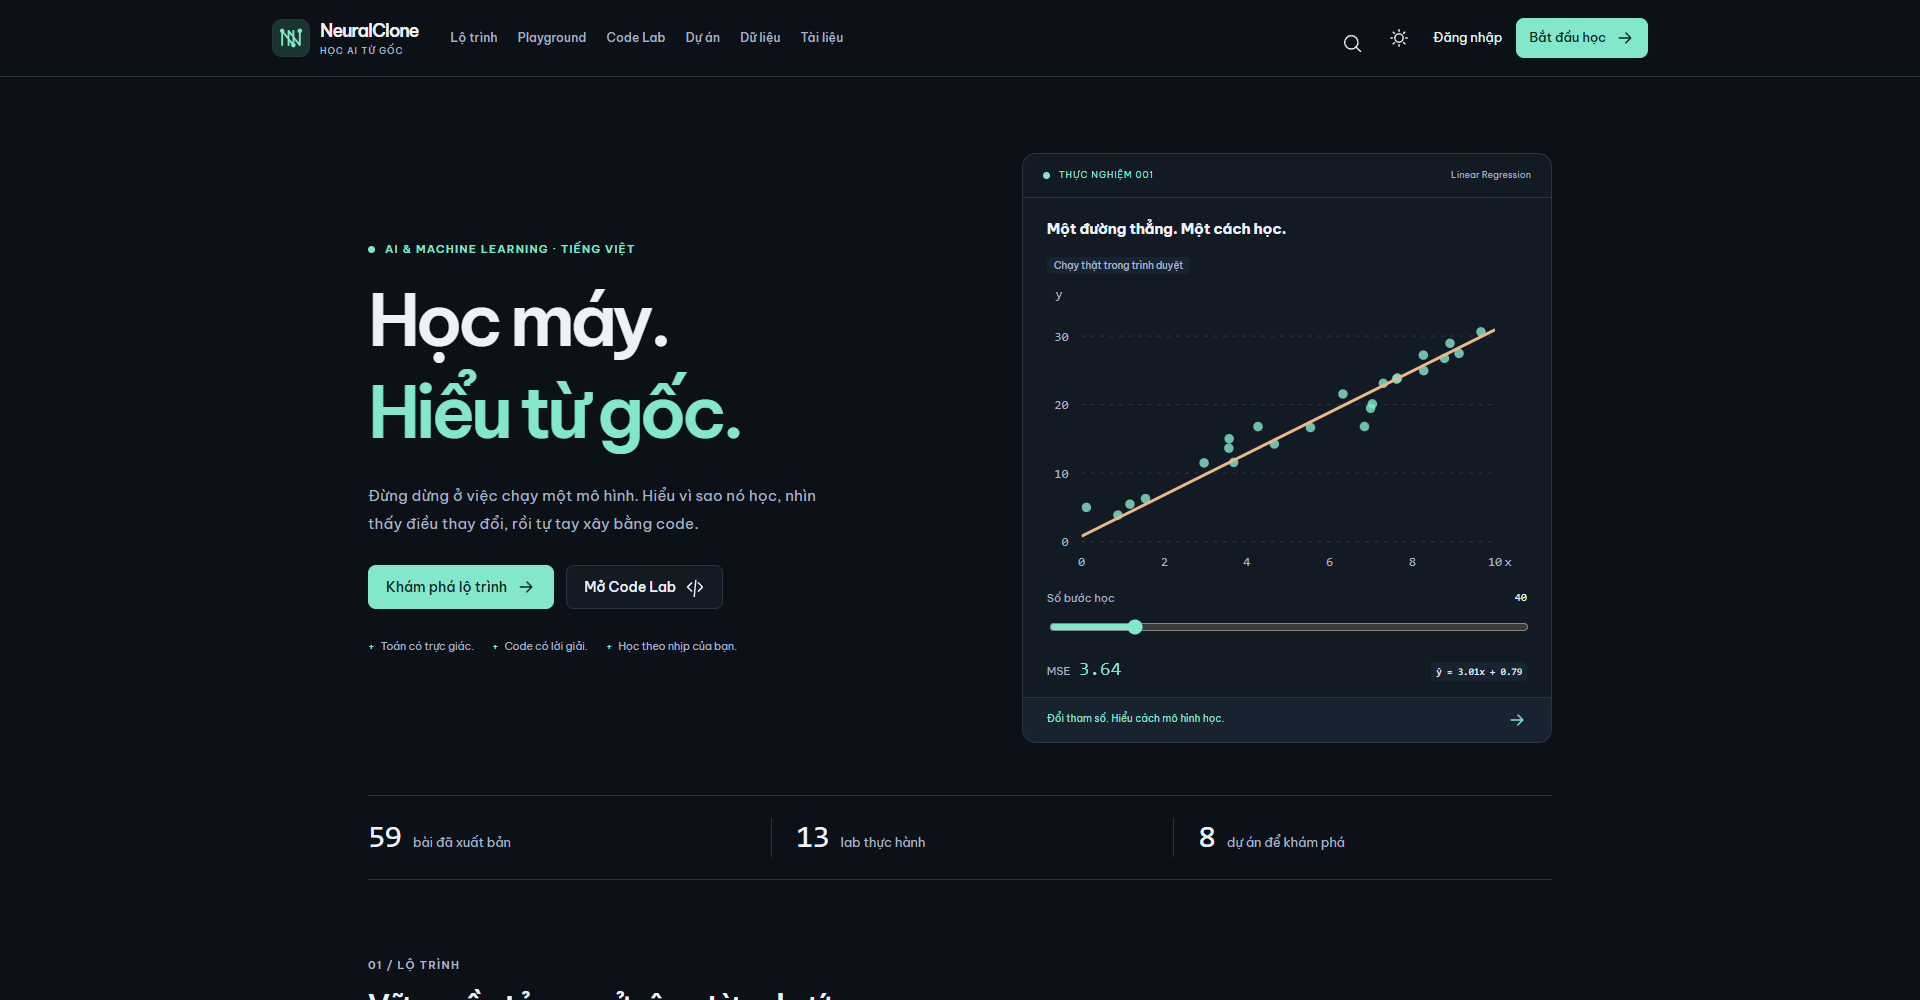 NeuralClone
HỌC AI TỪ GỐC
Lộ trình
Playground
Code Lab
Dự án
Dữ liệu
Tài liệu
Đăng nhập
Bắt đầu học
AI & MACHINE LEARNING · TIẾNG VIỆT
Học máy.
Hiểu từ gốc.
Đừng dừng ở việc chạy một mô hình. Hiểu vì sao nó học, nhìn
thấy điều thay đổi, rồi tự tay xây bằng code.
Khám phá lộ trình
Mở Code Lab
+ Toán có trực giác.
+ Code có lời giải.
+ Học theo nhịp của bạn.
THỰC NGHIỆM 001
Linear Regression
Một đường thẳng. Một cách học.
Chạy thật trong trình duyệt
y
30
20
10
0
0 2 4 6 8 10 x
Số bước học 40
MSE 3.64
ŷ = 3.01x + 0.79
Đổi tham số. Hiểu cách mô hình học.
59 bài đã xuất bản
13 lab thực hành
8 dự án để khám phá
01 / LỘ TRÌNH